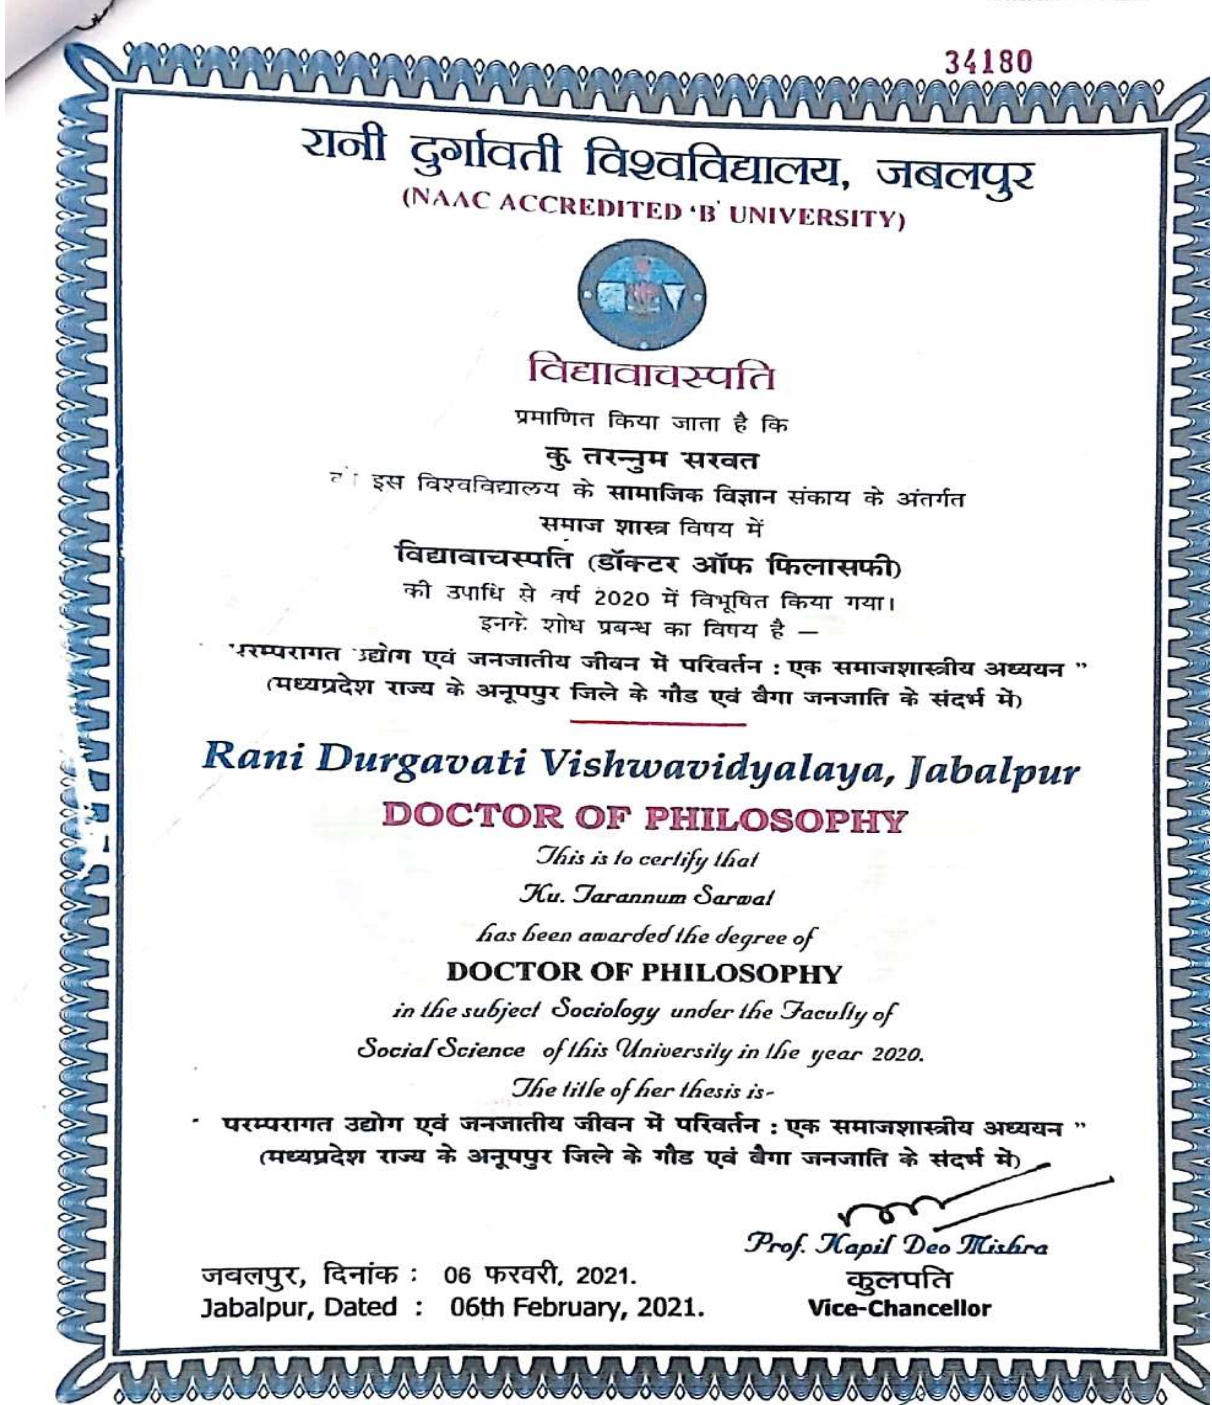 34180
रानी दुर्गावती विश्वविद्यालय, जबलपुर
(NAAC ACCREDITED ‘B’ UNIVERSITY)
विद्यावाचस्पति
प्रमाणित किया जाता है कि
कु. तरन्नुम सरवत
इस विश्वविद्यालय के सामाजिक विज्ञान संकाय के अंतर्गत
समाज शास्त्र विषय में
विद्यावाचस्पति (डॉक्टर ऑफ फिलासफी)
की उपाधि से वर्ष 2020 में विभूषित किया गया।
इनके शोध प्रबन्ध का विषय है –
परम्परागत उद्योग एवं जनजातीय जीवन में परिवर्तन : एक समाजशास्त्रीय अध्ययन ”
(मध्यप्रदेश राज्य के अनूपपुर जिले के गौड एवं बैगा जनजाति के संदर्भ में)
Rani Durgavati Vishwavidyalaya, Jabalpur
DOCTOR OF PHILOSOPHY
This is to certify that
Ku. Tarannum Sarwat
has been awarded the degree of
DOCTOR OF PHILOSOPHY
in the subject Sociology under the Faculty of
Social Science of this University in the year 2020.
The title of her thesis is-
परम्परागत उद्योग एवं जनजातीय जीवन में परिवर्तन : एक समाजशास्त्रीय अध्ययन ”
(मध्यप्रदेश राज्य के अनूपपुर जिले के गौड एवं बैगा जनजाति के संदर्भ में)
Prof. Kapil Deo Mishra
कुलपति
Vice-Chancellor
जबलपुर, दिनांक : 06 फरवरी, 2021.
Jabalpur, Dated : 06th February, 2021.